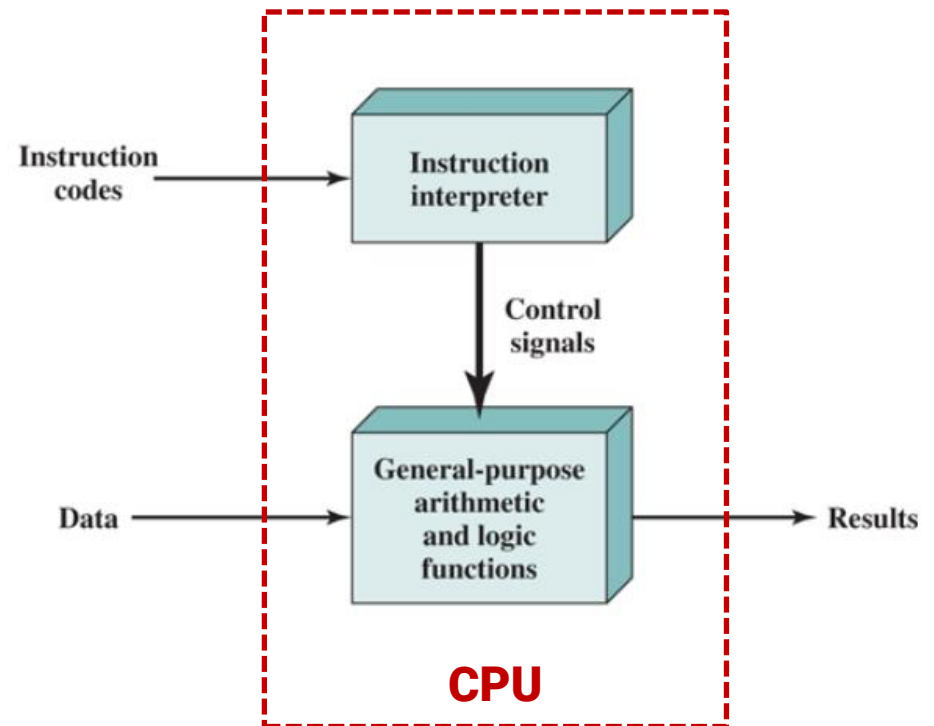 Instruction
codes
Instruction
interpreter
Control
signals
Data
General-purpose
arithmetic
and logic
functions
Results
CPU